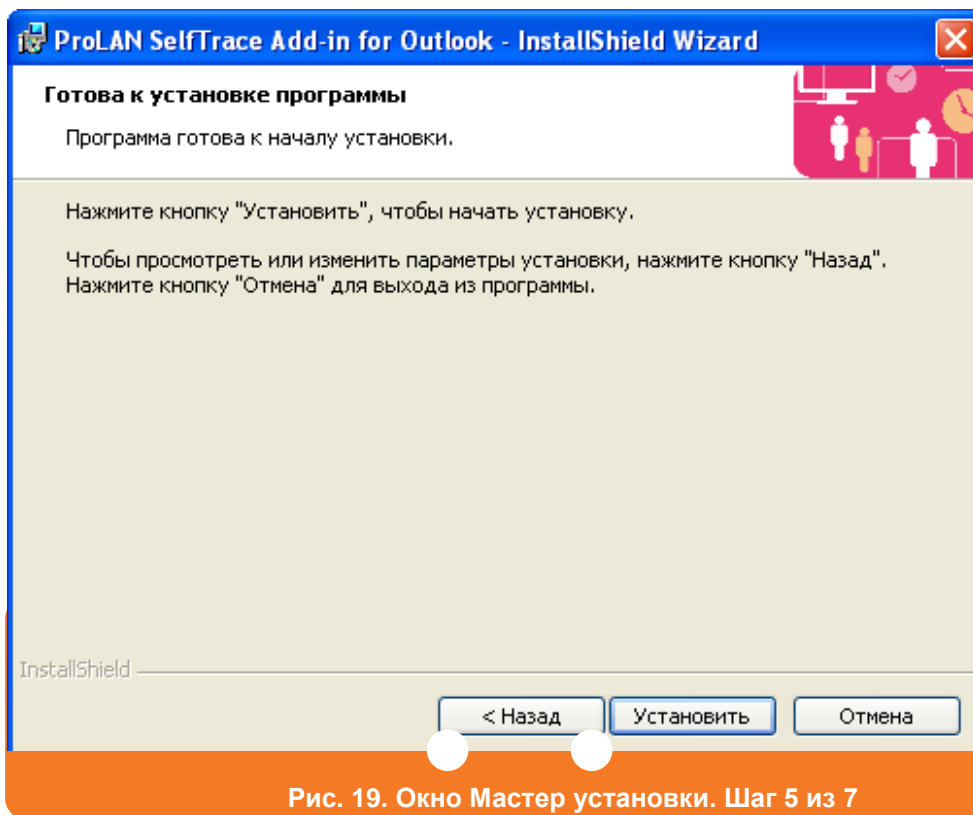 ProLAN SelfTrace Add-in for Outlook - InstallShield Wizard
Готова к установке программы
Программа готова к началу установки.
Нажмите кнопку "Установить", чтобы начать установку.
Чтобы просмотреть или изменить параметры установки, нажмите кнопку "Назад".
Нажмите кнопку "Отмена" для выхода из программы.
InstallShield
< Назад
Установить
Отмена
Рис. 19. Окно Мастер установки. Шаг 5 из 7